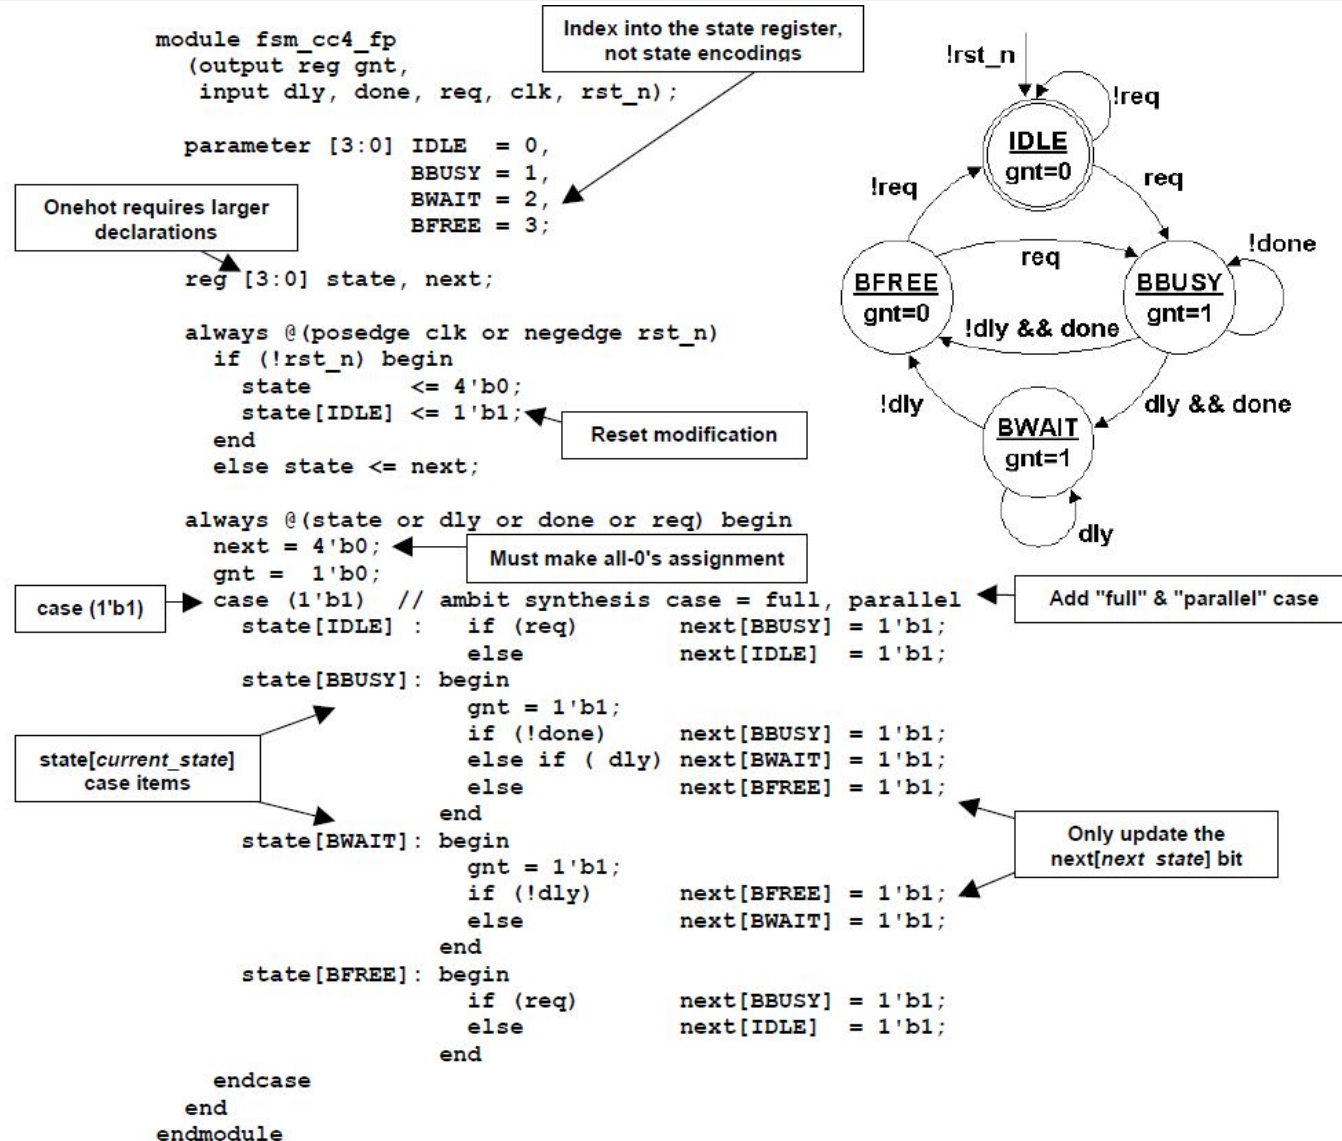 module fsm_cc4_fp
(output reg gnt,
input dly, done, req, clk, rst_n);
parameter [3:0] IDLE = 0,
BBUSY = 1,
BWAIT = 2,
BFREE = 3;
reg [3:0] state, next;
always @(posedge clk or negedge rst_n)
if (!rst_n) begin
state <= 4'b0;
state[IDLE] <= 1'b1;
end
else state <= next;
always @(state or dly or done or req) begin
next = 4'b0;
gnt = 1'b0;
case (1'b1) // ambit synthesis case = full, parallel
state[IDLE] : if (req) next[BBUSY] = 1'b1;
else next[IDLE] = 1'b1;
state[BBUSY]: begin
gnt = 1'b1;
if (!done) next[BBUSY] = 1'b1;
else if ( dly) next[BWAIT] = 1'b1;
else next[BFREE] = 1'b1;
end
state[BWAIT]: begin
gnt = 1'b1;
if (!dly) next[BFREE] = 1'b1;
else next[BWAIT] = 1'b1;
end
state[BFREE]: begin
if (req) next[BBUSY] = 1'b1;
else next[IDLE] = 1'b1;
end
endcase
end
endmodule
Index into the state register,
not state encodings
Onehot requires larger
declarations
Reset modification
Must make all-0's assignment
case (1'b1)
Add "full" & "parallel" case
state[current_state]
case items
Only update the
next[next state] bit
!rst_n
!req
IDLE
gnt=0
!req
req
!done
req
BFREE
gnt=0
BBUSY
gnt=1
!dly && done
!dly
dly && done
BWAIT
gnt=1
dly